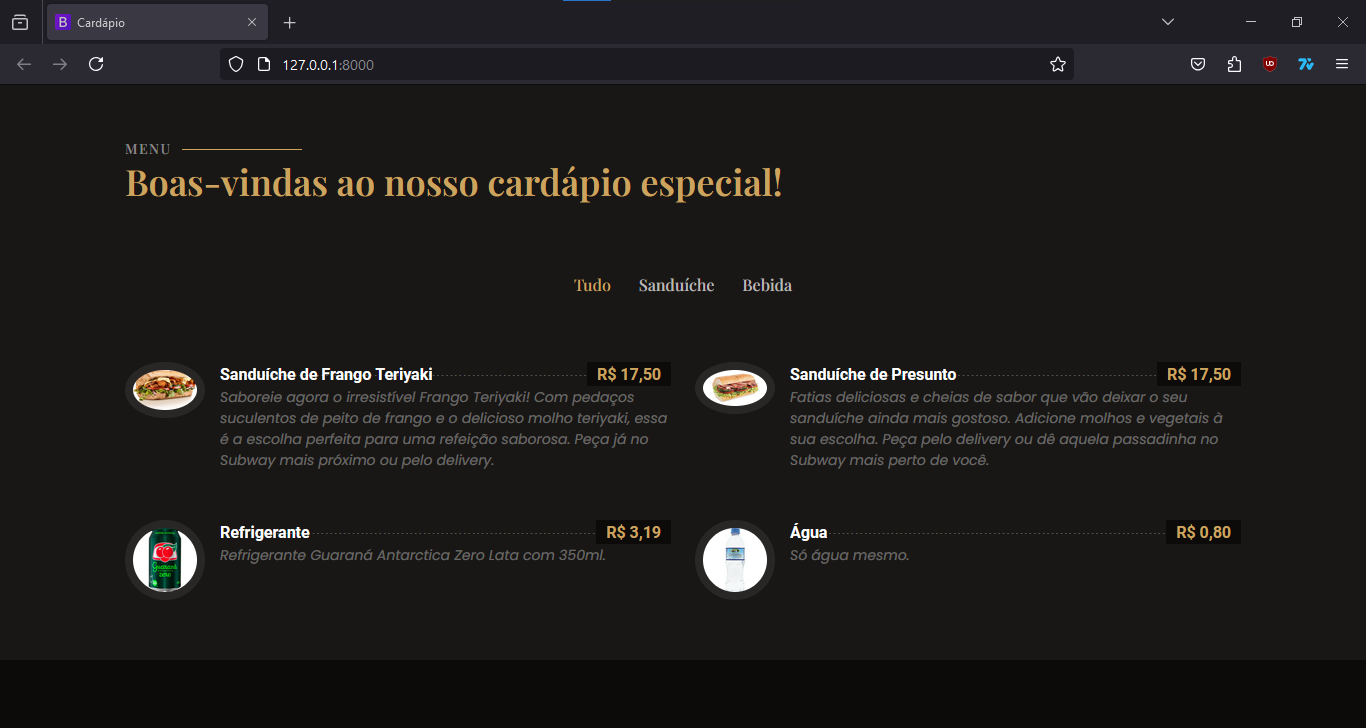 B Cardápio
127.0.0.1:8000
MENU
Boas-vindas ao nosso cardápio especial!
Tudo Sanduíche Bebida
Sanduíche de Frango Teriyaki R$ 17,50
Saboreie agora o irresistível Frango Teriyaki! Com pedaços
suculentos de peito de frango e o delicioso molho teriyaki, essa
é a escolha perfeita para uma refeição saborosa. Peça já no
Subway mais próximo ou pelo delivery.
Sanduíche de Presunto R$ 17,50
Fatias deliciosas e cheias de sabor que vão deixar o seu
sanduíche ainda mais gostoso. Adicione molhos e vegetais à
sua escolha. Peça pelo delivery ou dê aquela passadinha no
Subway mais perto de você.
Refrigerante R$ 3,19
Refrigerante Guaraná Antarctica Zero Lata com 350ml.
Guaraná
zero
Água R$ 0,80
Só água mesmo.